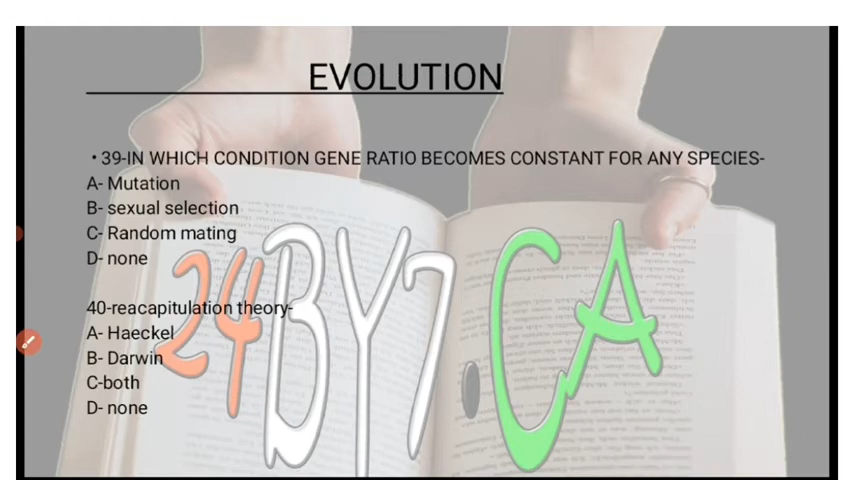 EVOLUTION
• 39-IN WHICH CONDITION GENE RATIO BECOMES CONSTANT FOR ANY SPECIES-
A- Mutation
B- sexual selection
C- Random mating
D- none
40-reacapitulation theory-
A- Haeckel
B- Darwin
C-both
D- none
24BY7.CA